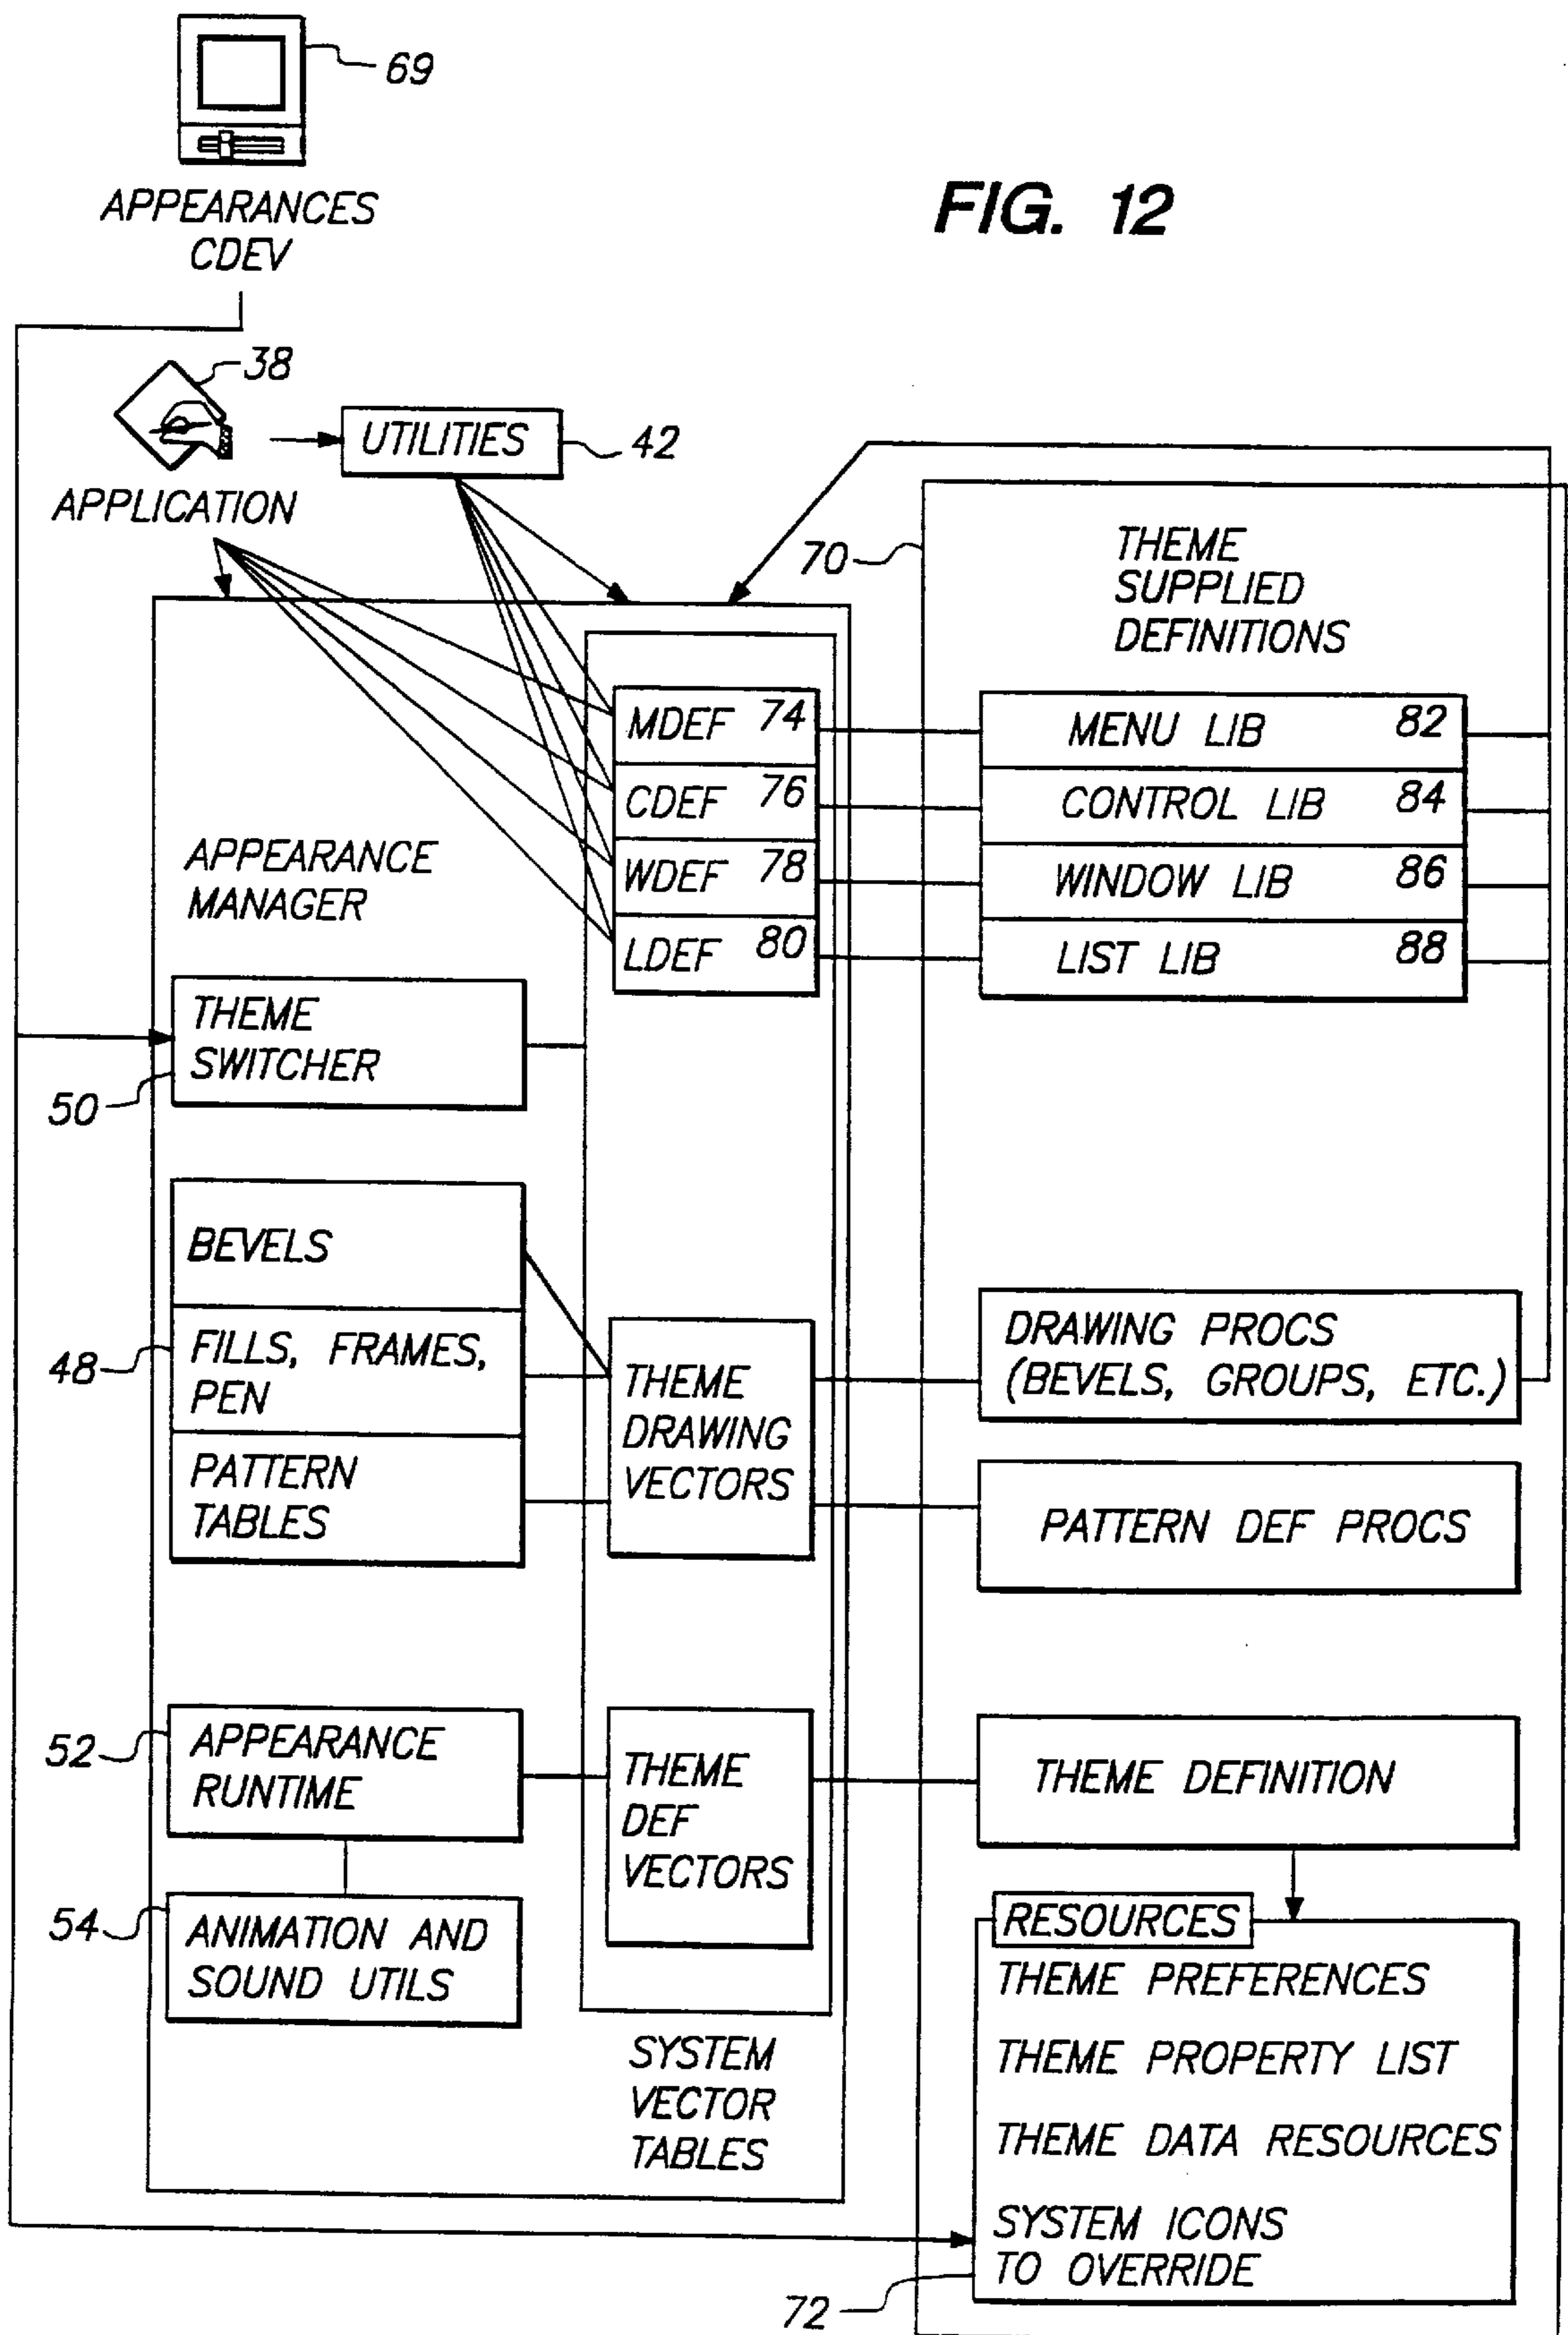 69
APPEARANCES
CDEV
FIG. 12
38
UTILITIES
42
APPLICATION
70
THEME
SUPPLIED
DEFINITIONS
MDEF 74
MENU LIB 82
CDEF 76
CONTROL LIB 84
WDEF 78
WINDOW LIB 86
LDEF 80
LIST LIB 88
APPEARANCE
MANAGER
THEME
SWITCHER
50
BEVELS
FILLS, FRAMES,
PEN
48
PATTERN
TABLES
THEME
DRAWING
VECTORS
DRAWING PROCS
(BEVELS, GROUPS, ETC.)
PATTERN DEF PROCS
52
APPEARANCE
RUNTIME
THEME
DEF
VECTORS
THEME DEFINITION
54
ANIMATION AND
SOUND UTILS
RESOURCES
THEME PREFERENCES
THEME PROPERTY LIST
THEME DATA RESOURCES
SYSTEM ICONS
TO OVERRIDE
72
SYSTEM
VECTOR
TABLES